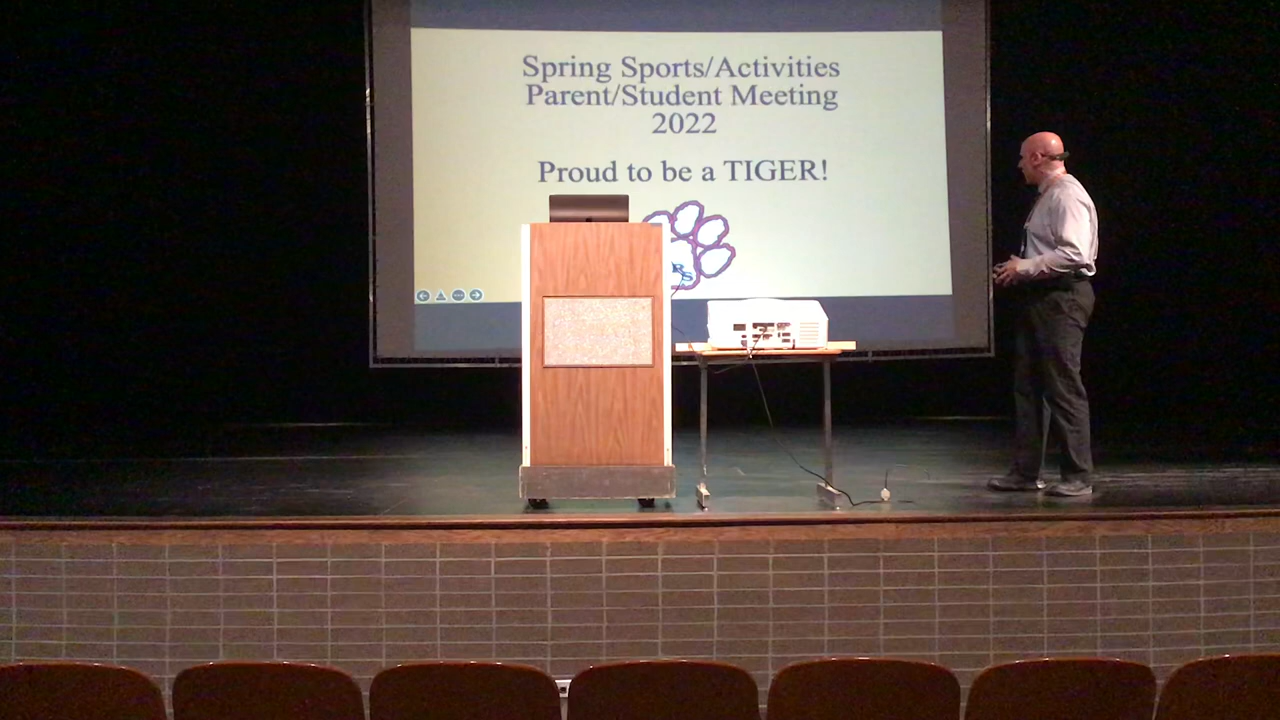 Spring Sports/Activities
Parent/Student Meeting
2022
Proud to be a TIGER!